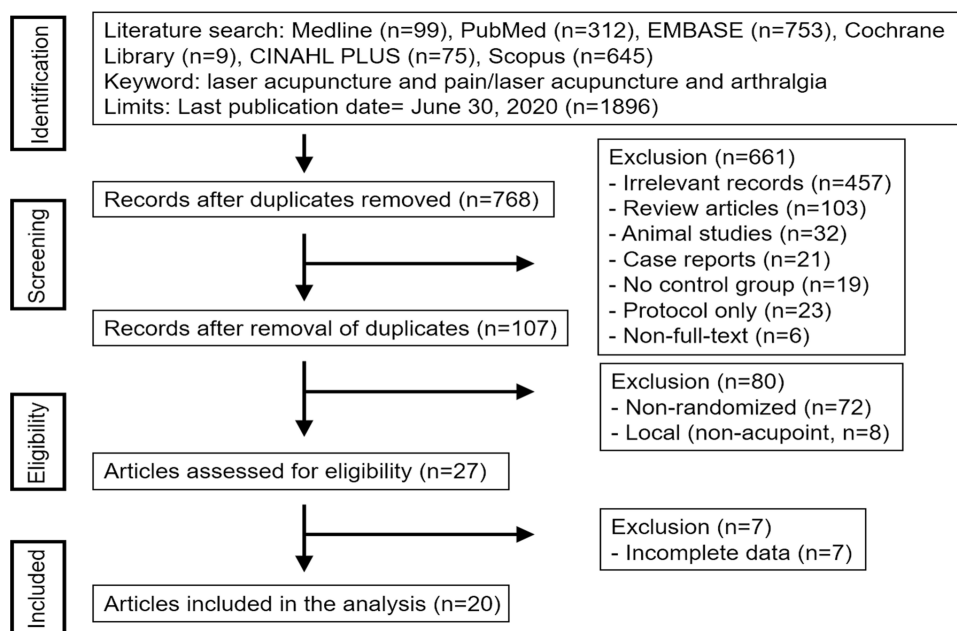 Identification
Literature search: Medline (n=99), PubMed (n=312), EMBASE (n=753), Cochrane
Library (n=9), CINAHL PLUS (n=75), Scopus (n=645)
Keyword: laser acupuncture and pain/laser acupuncture and arthralgia
Limits: Last publication date= June 30, 2020 (n=1896)
Screening
Records after duplicates removed (n=768)
Exclusion (n=661)
- Irrelevant records (n=457)
- Review articles (n=103)
- Animal studies (n=32)
- Case reports (n=21)
- No control group (n=19)
- Protocol only (n=23)
- Non-full-text (n=6)
Records after removal of duplicates (n=107)
Exclusion (n=80)
- Non-randomized (n=72)
- Local (non-acupoint, n=8)
Eligibility
Articles assessed for eligibility (n=27)
Exclusion (n=7)
- Incomplete data (n=7)
Included
Articles included in the analysis (n=20)